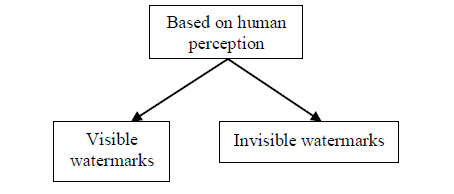 Based on human
perception
Visible
watermarks
Invisible watermarks